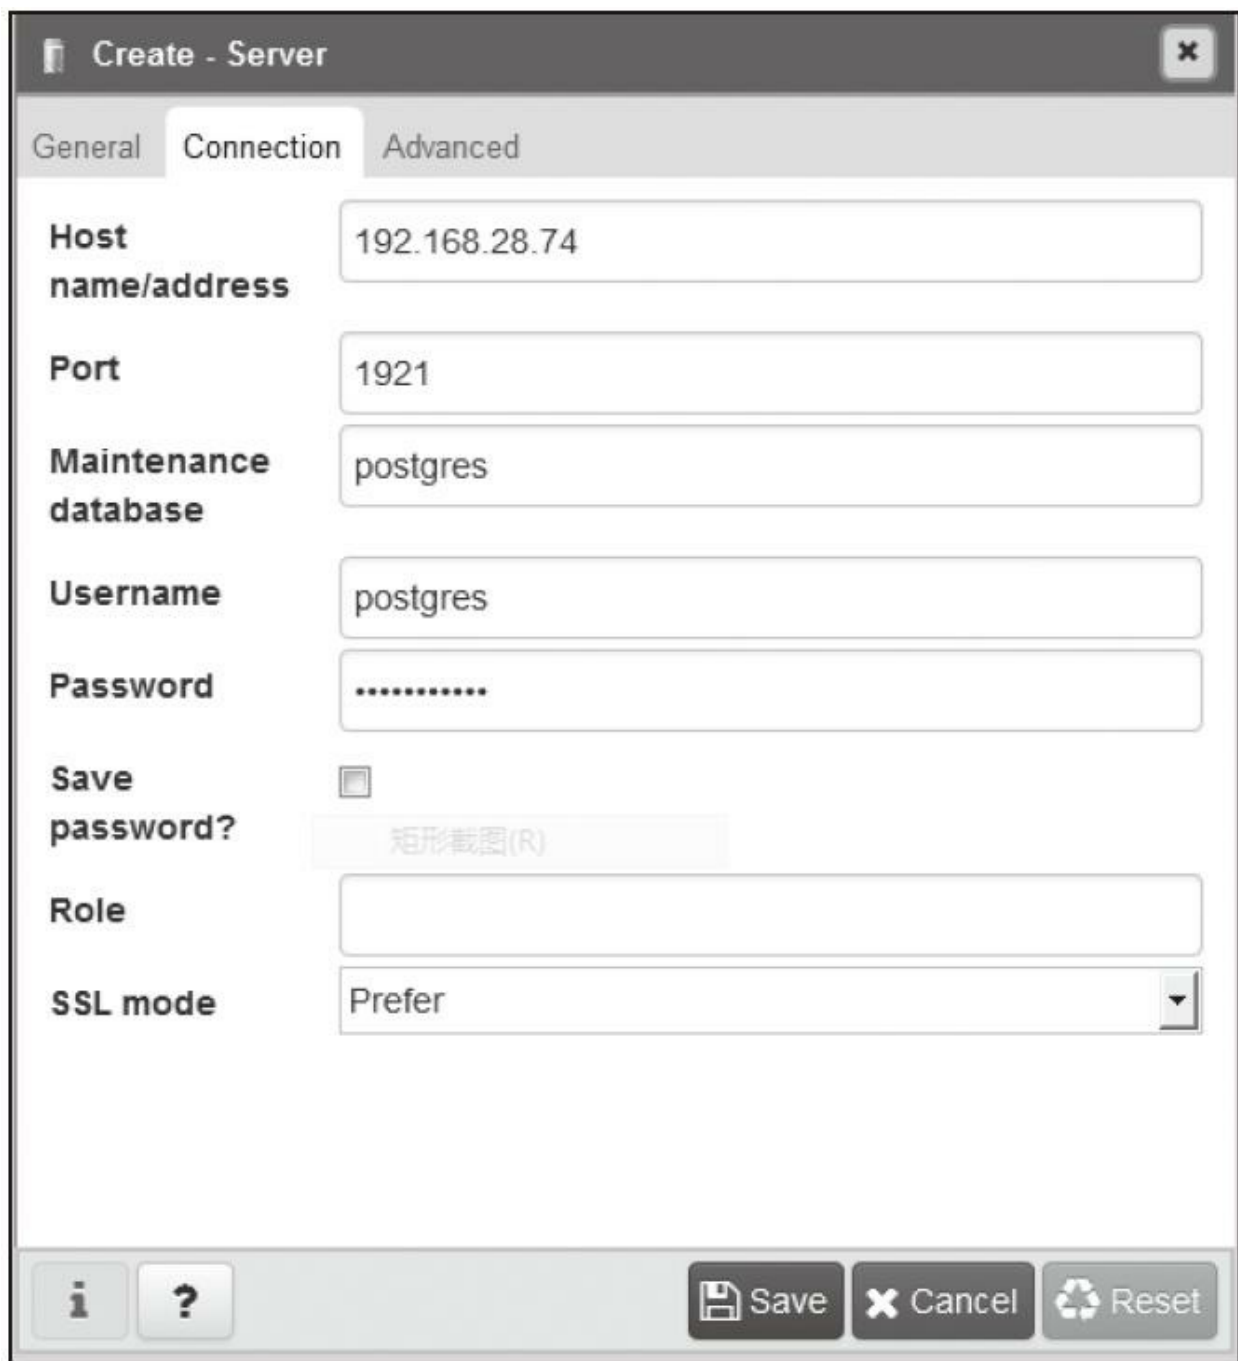 Create - Server
General Connection Advanced
Host name/address
192.168.28.74
Port
1921
Maintenance database
postgres
Username
postgres
Password
•••••••••••
Save password?
矩形截图(R)
Role
SSL mode
Prefer
i ? Save Cancel Reset